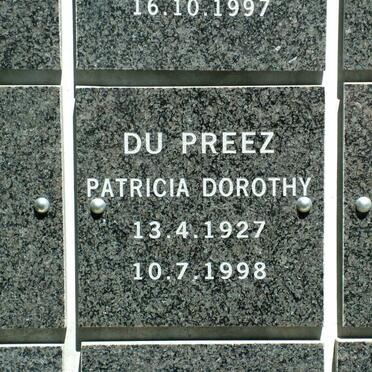 16.10.1997
DU PREEZ
PATRICIA DOROTHY
13.4.1927
10.7.1998